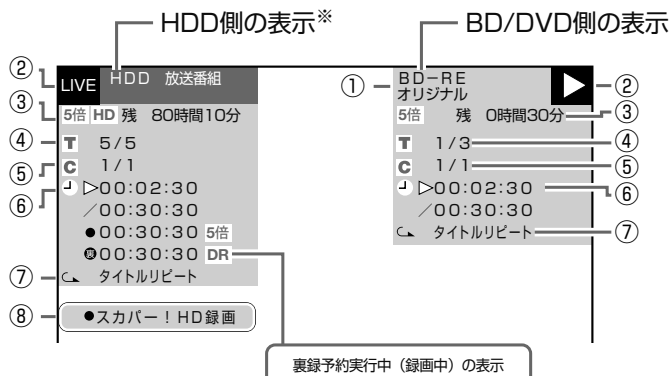 HDD側の表示※
BD/DVD側の表示
② LIVE HDD 放送番組
③ 5倍 HD 残 80時間10分
④ T 5/5
⑤ C 1/1
⑥ ▷00:02:30
/00:30:30
●00:30:30 5倍
裏00:30:30 DR
⑦ タイトルリピート
⑧ ●スカパー!HD録画
① BD-RE ▶ ②
オリジナル
5倍 残 0時間30分 ③
T 1/3 ④
C 1/1 ⑤
▷00:02:30 ⑥
/00:30:30
タイトルリピート ⑦
裏録予約実行中(録画中)の表示